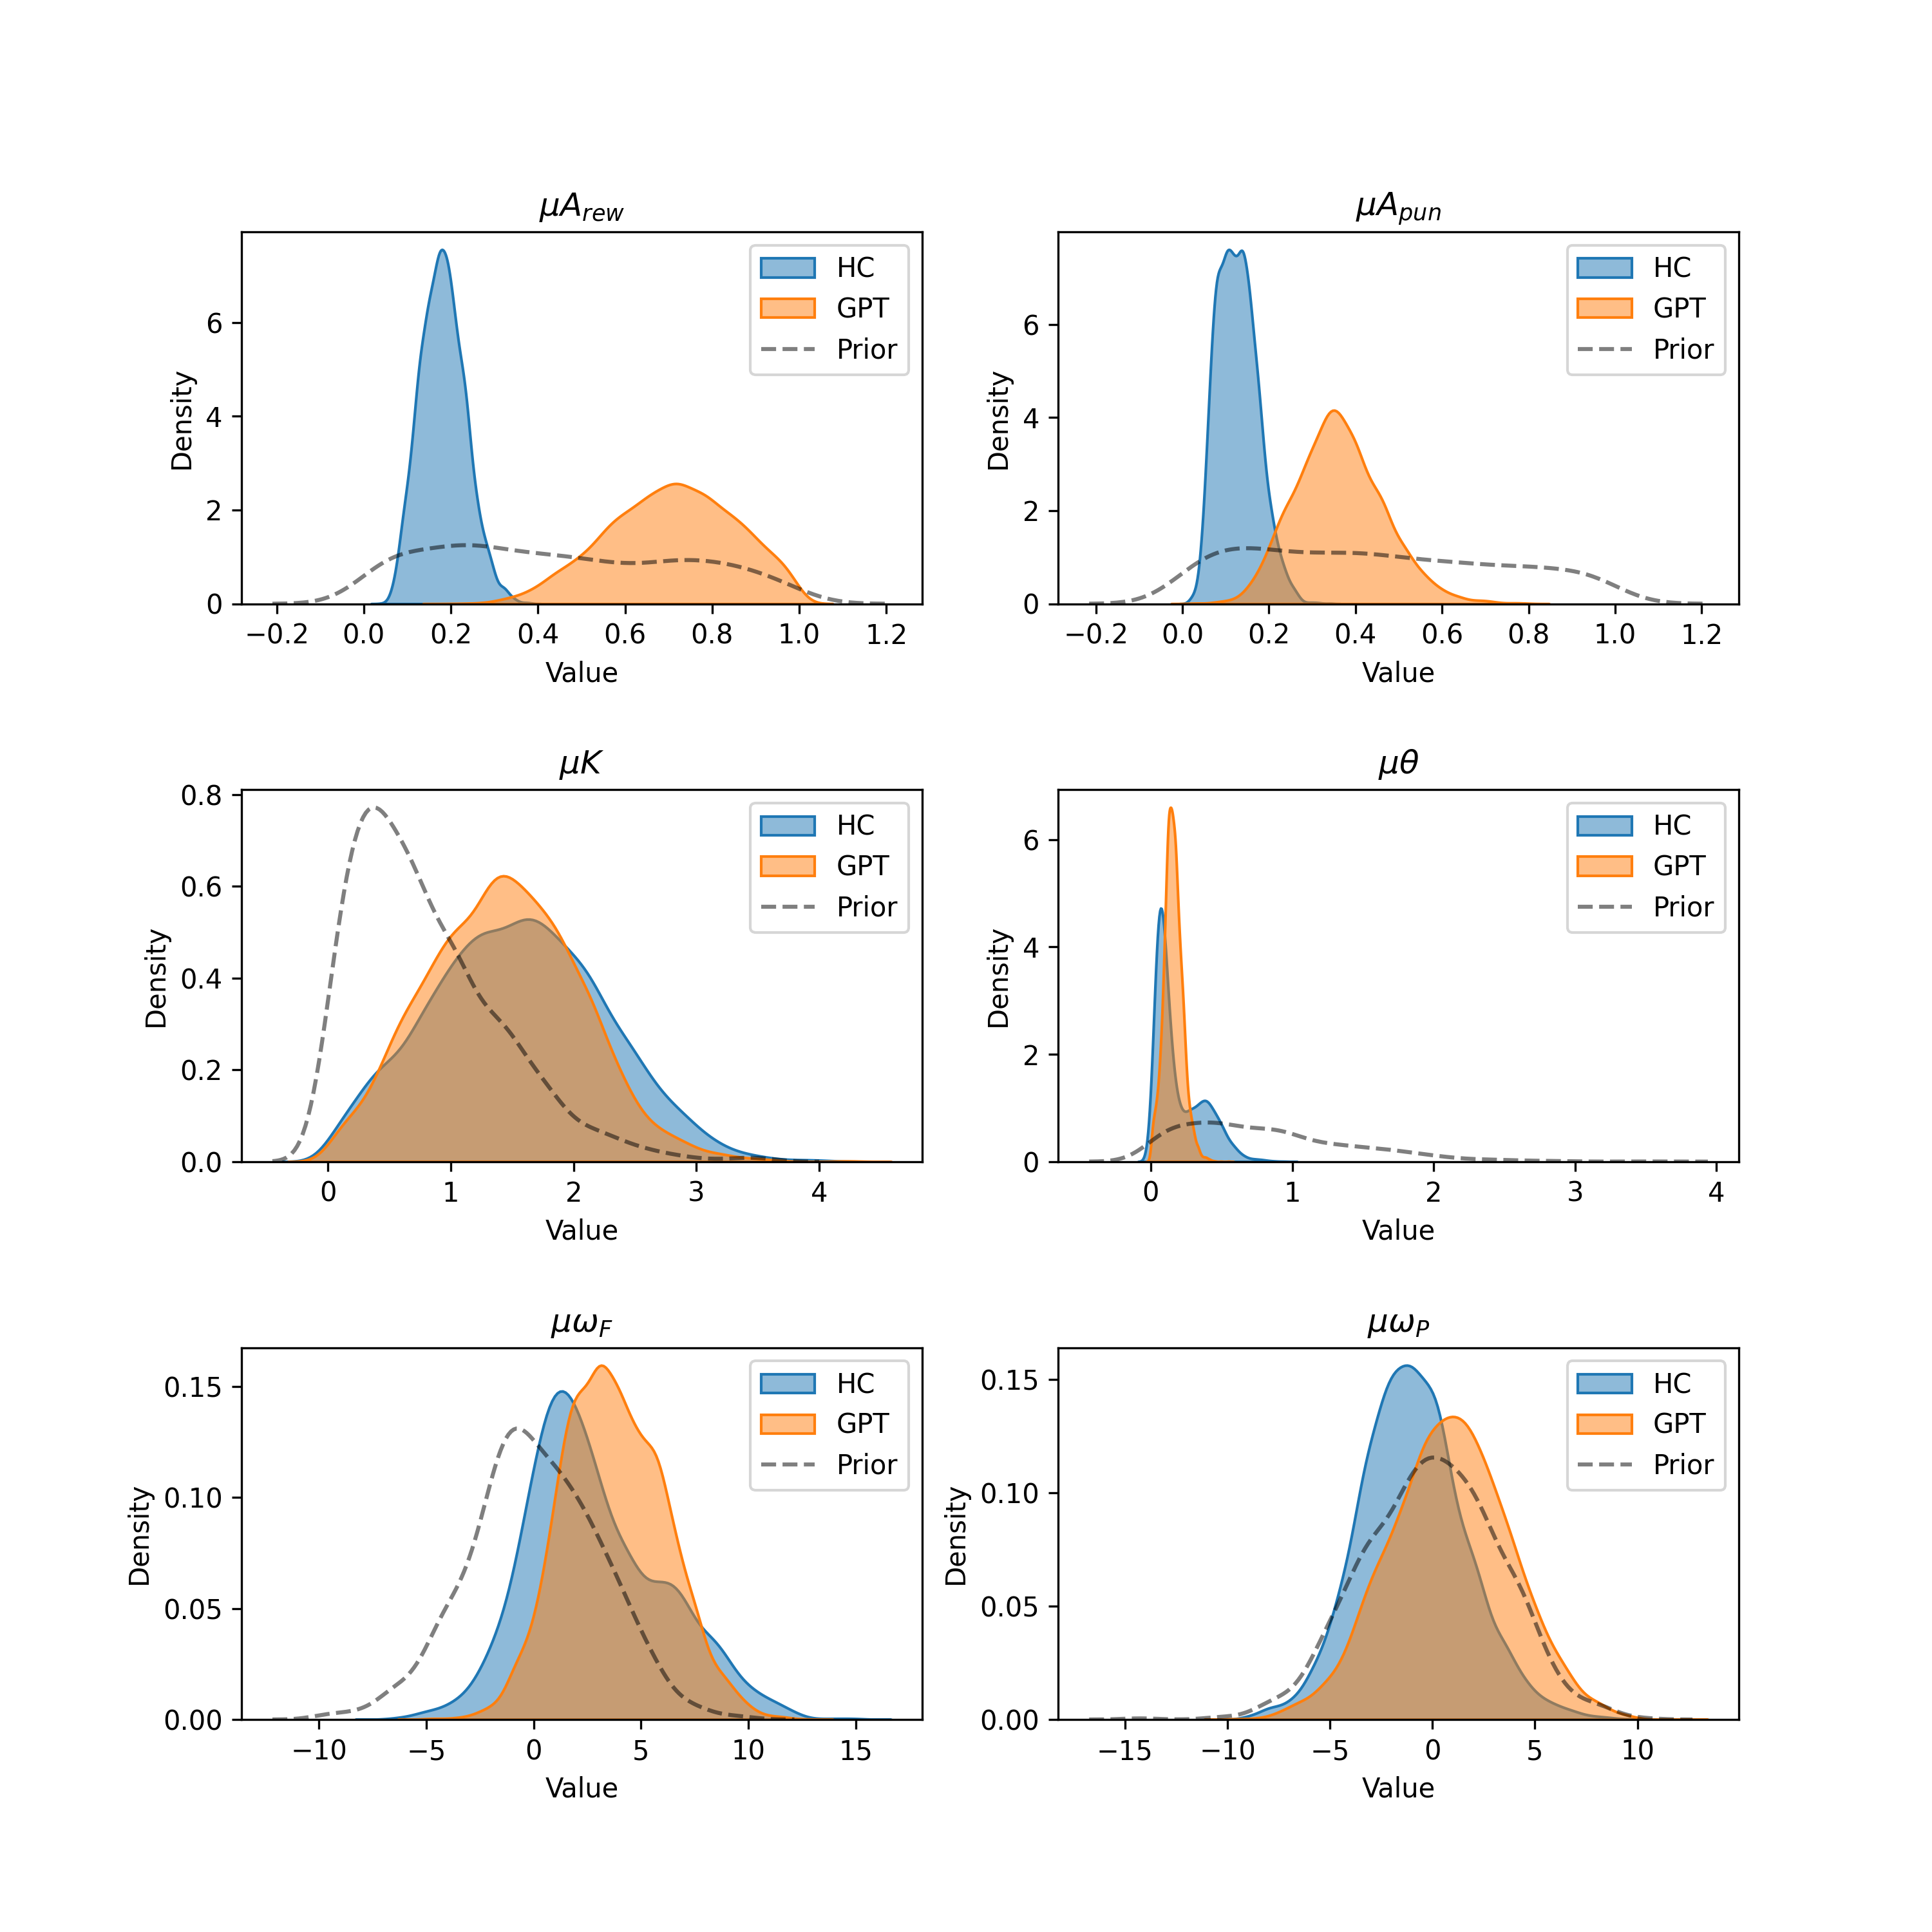 μA_rew
HC
GPT
Prior
Density
6
4
2
0
−0.2 0.0 0.2 0.4 0.6 0.8 1.0 1.2
Value
μA_pun
HC
GPT
Prior
Density
6
4
2
0
−0.2 0.0 0.2 0.4 0.6 0.8 1.0 1.2
Value
μK
HC
GPT
Prior
Density
0.8
0.6
0.4
0.2
0.0
0 1 2 3 4
Value
μθ
HC
GPT
Prior
Density
6
4
2
0
0 1 2 3 4
Value
μω_F
HC
GPT
Prior
Density
0.15
0.10
0.05
0.00
−10 −5 0 5 10 15
Value
μω_P
HC
GPT
Prior
Density
0.15
0.10
0.05
0.00
−15 −10 −5 0 5 10
Value